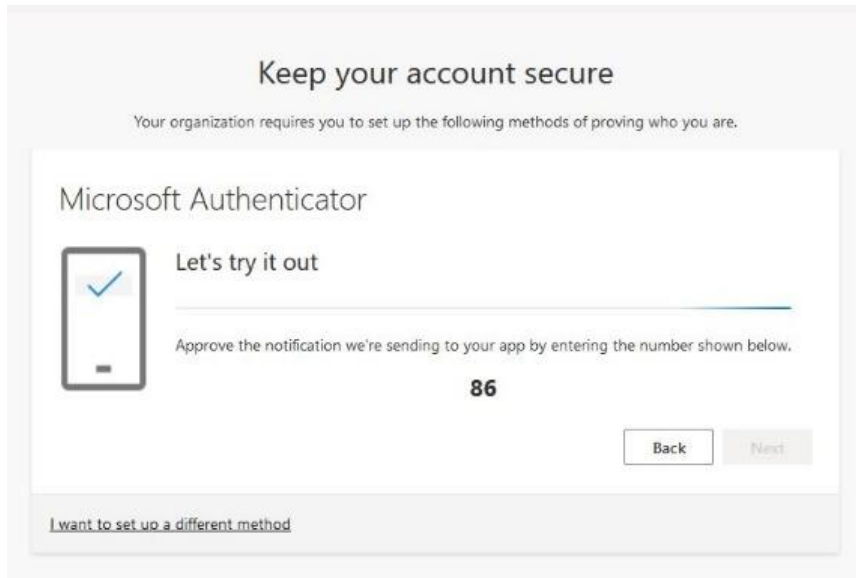 Keep your account secure
Your organization requires you to set up the following methods of proving who you are.
Microsoft Authenticator
Let's try it out
Approve the notification we're sending to your app by entering the number shown below.
86
Back
Next
I want to set up a different method